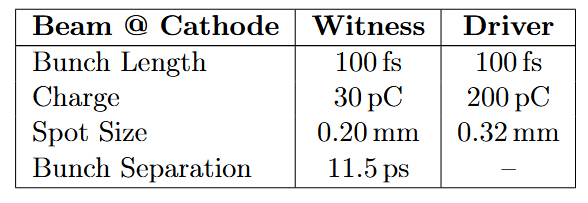 Beam @ Cathode Witness Driver
Bunch Length 100 fs 100 fs
Charge 30 pC 200 pC
Spot Size 0.20 mm 0.32 mm
Bunch Separation 11.5 ps –